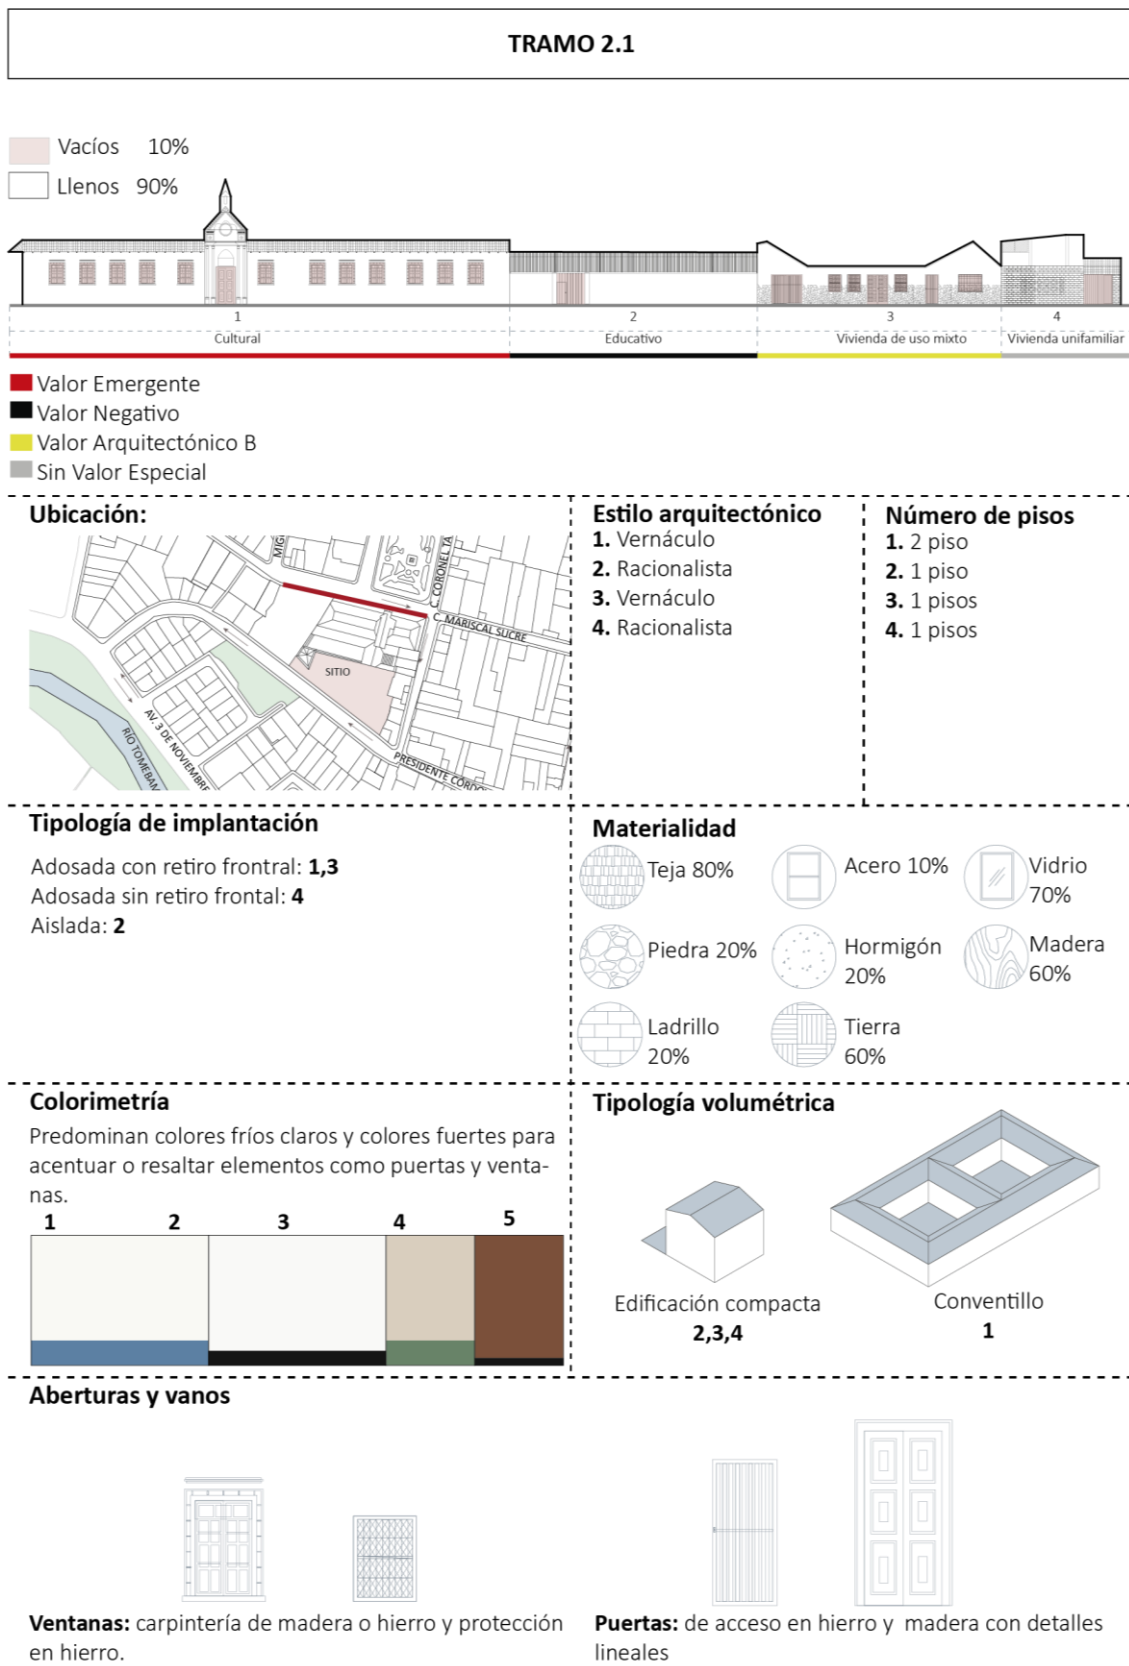 TRAMO 2.1
Vacíos 10%
Llenos 90%
1 2 3 4
Cultural Educativo Vivienda de uso mixto Vivienda unifamiliar
Valor Emergente
Valor Negativo
Valor Arquitectónico B
Sin Valor Especial
Ubicación:
MIG
C. CORONEL TA
C. MARISCAL SUCRE
SITIO
AV. 3 DE NOVIEMBRE
RIO TOMEBAM
PRESIDENTE CÓRDO
Estilo arquitectónico
1. Vernáculo
2. Racionalista
3. Vernáculo
4. Racionalista
Número de pisos
1. 2 piso
2. 1 piso
3. 1 pisos
4. 1 pisos
Tipología de implantación
Adosada con retiro frontral: 1,3
Adosada sin retiro frontal: 4
Aislada: 2
Materialidad
Teja 80%
Acero 10%
Vidrio
70%
Piedra 20%
Hormigón
20%
Madera
60%
Ladrillo
20%
Tierra
60%
Colorimetría
Predominan colores fríos claros y colores fuertes para
acentuar o resaltar elementos como puertas y venta-
nas.
1 2 3 4 5
Tipología volumétrica
Edificación compacta
2,3,4
Conventillo
1
Aberturas y vanos
Ventanas: carpintería de madera o hierro y protección
en hierro.
Puertas: de acceso en hierro y madera con detalles
lineales